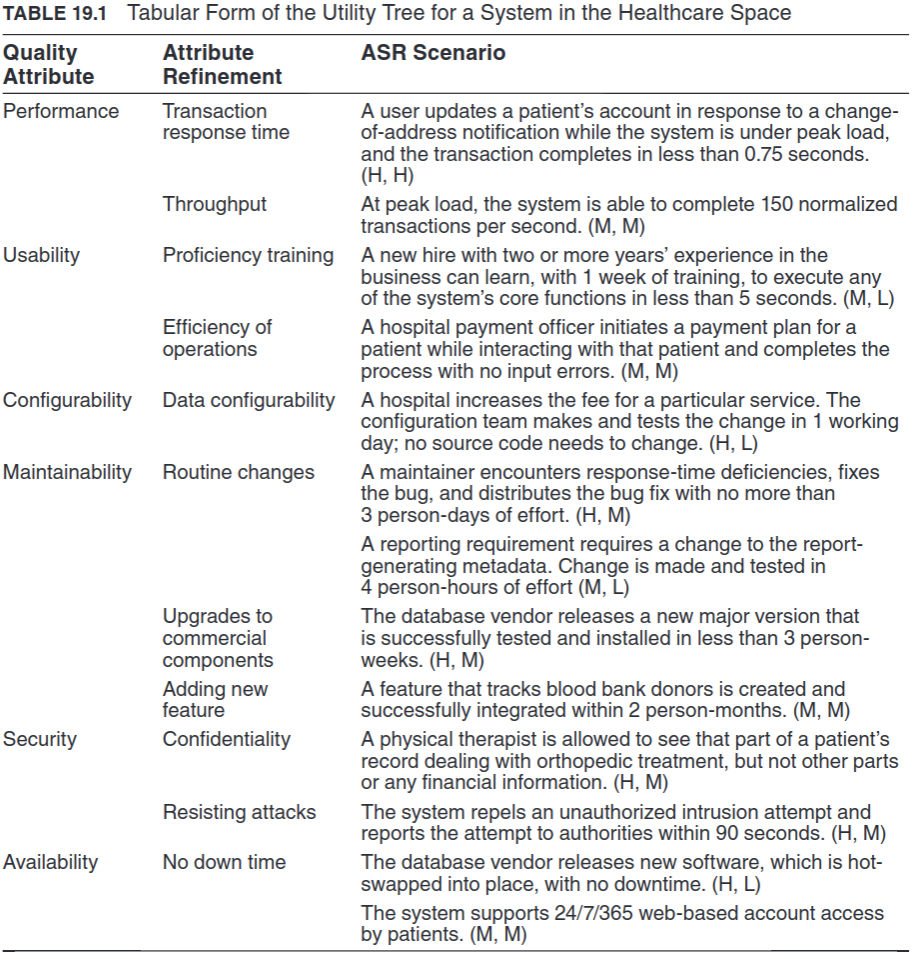 TABLE 19.1 Tabular Form of the Utility Tree for a System in the Healthcare Space
Quality Attribute
Attribute Refinement
ASR Scenario
Performance
Transaction
response time
A user updates a patient's account in response to a change-
of-address notification while the system is under peak load,
and the transaction completes in less than 0.75 seconds.
(H, H)
Throughput
At peak load, the system is able to complete 150 normalized
transactions per second. (M, M)
Usability
Proficiency training
A new hire with two or more years' experience in the
business can learn, with 1 week of training, to execute any
of the system's core functions in less than 5 seconds. (M, L)
Efficiency of
operations
A hospital payment officer initiates a payment plan for a
patient while interacting with that patient and completes the
process with no input errors. (M, M)
Configurability
Data configurability
A hospital increases the fee for a particular service. The
configuration team makes and tests the change in 1 working
day; no source code needs to change. (H, L)
Maintainability
Routine changes
A maintainer encounters response-time deficiencies, fixes
the bug, and distributes the bug fix with no more than
3 person-days of effort. (H, M)
A reporting requirement requires a change to the report-
generating metadata. Change is made and tested in
4 person-hours of effort (M, L)
Upgrades to
commercial
components
The database vendor releases a new major version that
is successfully tested and installed in less than 3 person-
weeks. (H, M)
Adding new
feature
A feature that tracks blood bank donors is created and
successfully integrated within 2 person-months. (M, M)
Security
Confidentiality
A physical therapist is allowed to see that part of a patient's
record dealing with orthopedic treatment, but not other parts
or any financial information. (H, M)
Resisting attacks
The system repels an unauthorized intrusion attempt and
reports the attempt to authorities within 90 seconds. (H, M)
Availability
No down time
The database vendor releases new software, which is hot-
swapped into place, with no downtime. (H, L)
The system supports 24/7/365 web-based account access
by patients. (M, M)